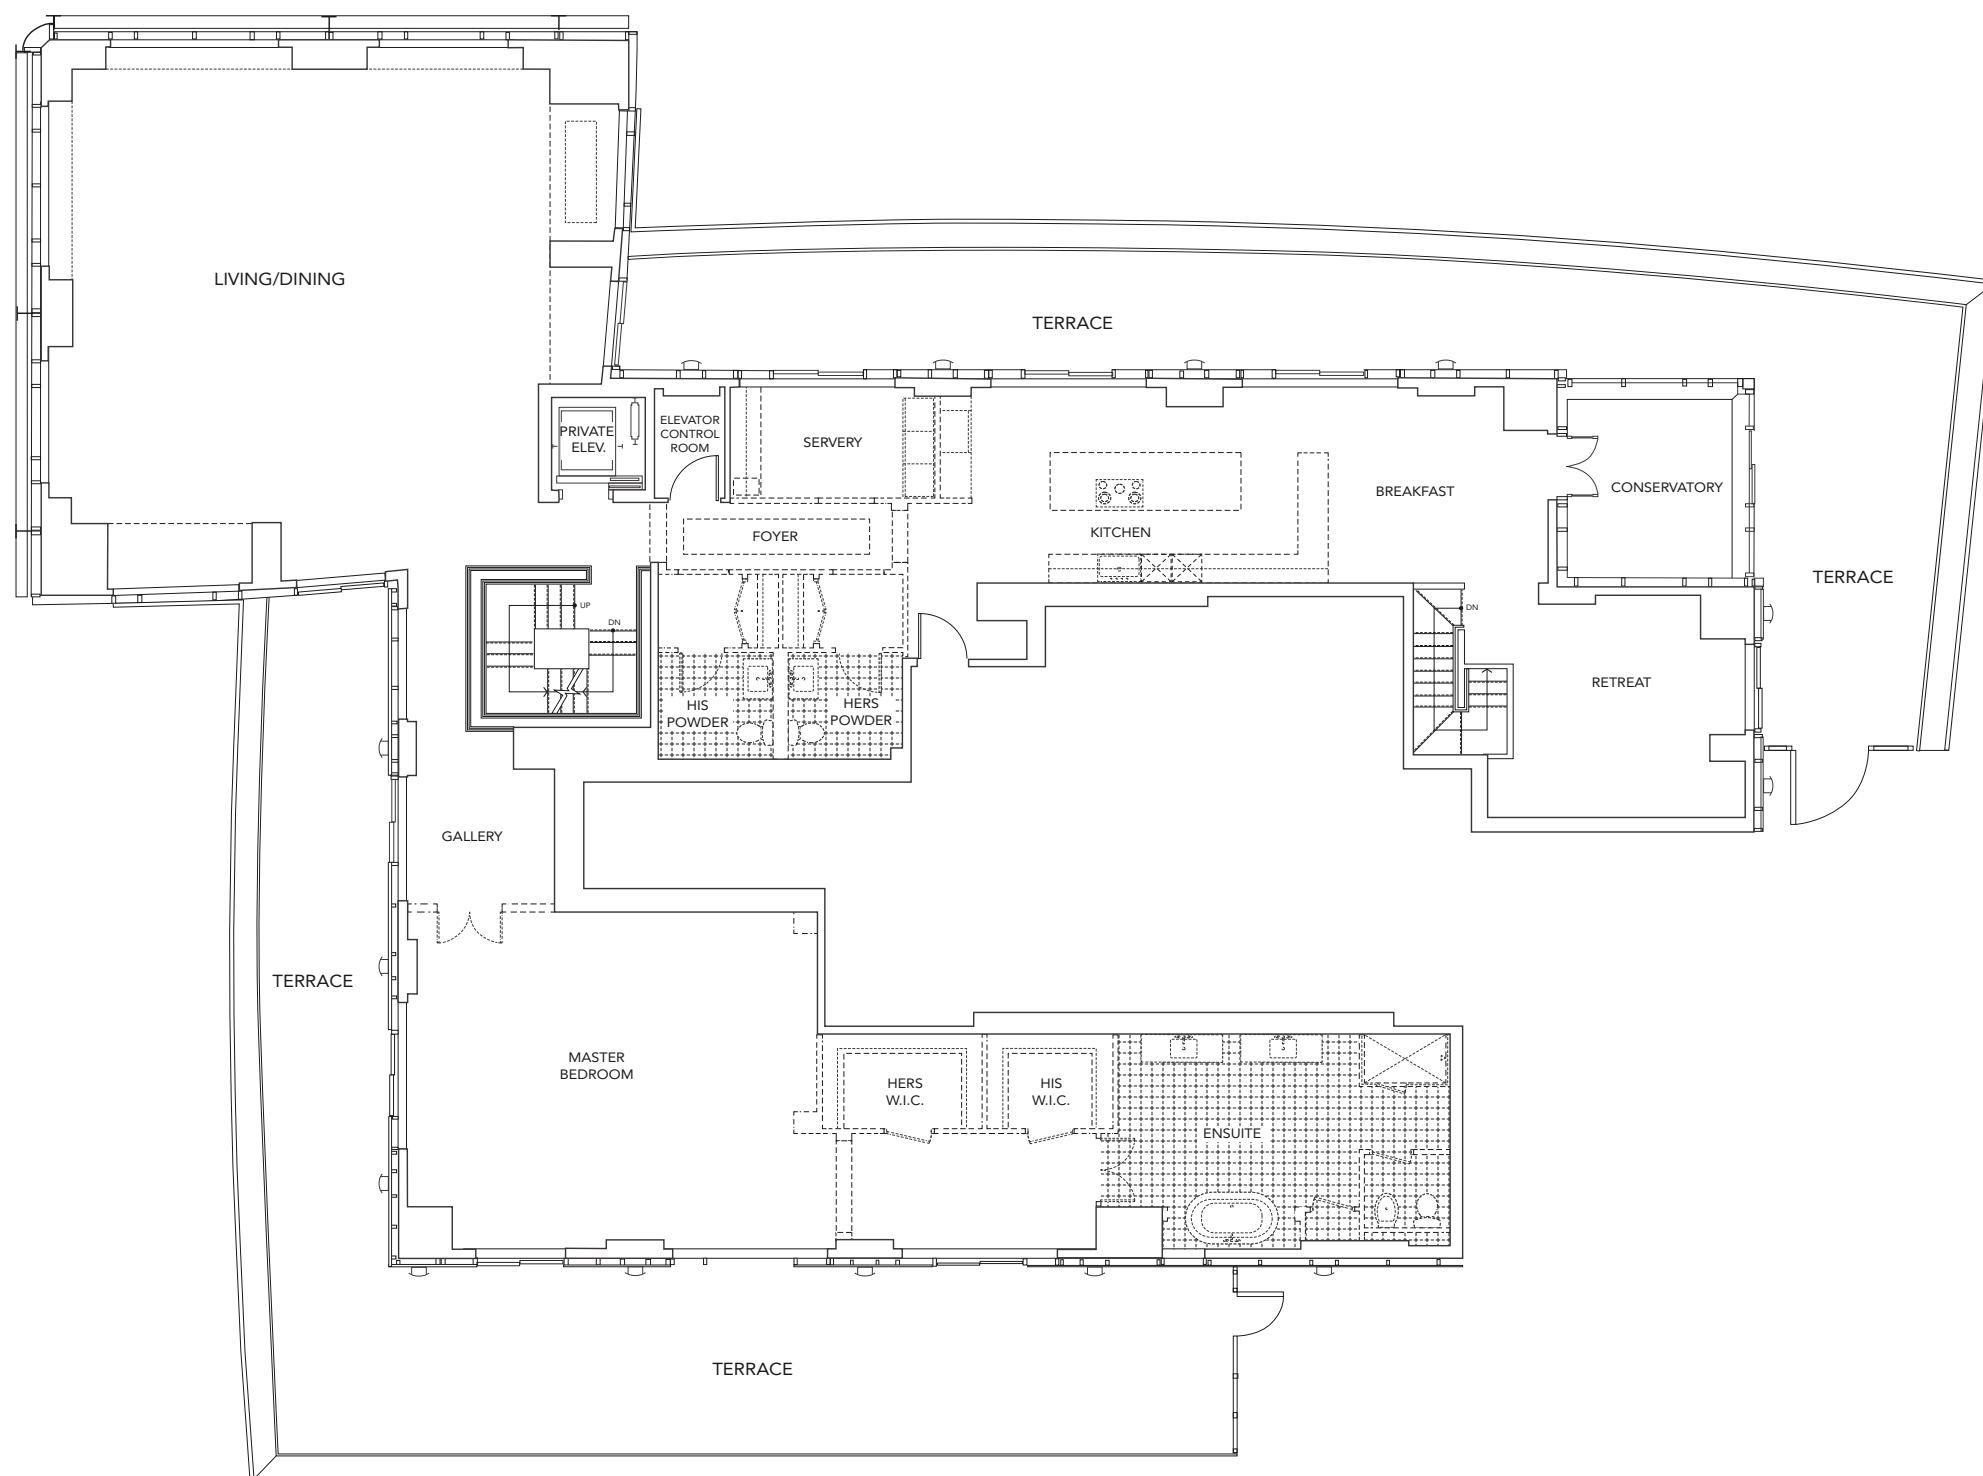 LIVING/DINING
TERRACE
PRIVATE
ELEV.
ELEVATOR
CONTROL
ROOM
SERVERY
BREAKFAST
CONSERVATORY
FOYER
KITCHEN
TERRACE
UP
DN
DN
RETREAT
HIS
POWDER
HERS
POWDER
GALLERY
TERRACE
MASTER
BEDROOM
HERS
W.I.C.
HIS
W.I.C.
ENSUITE
TERRACE